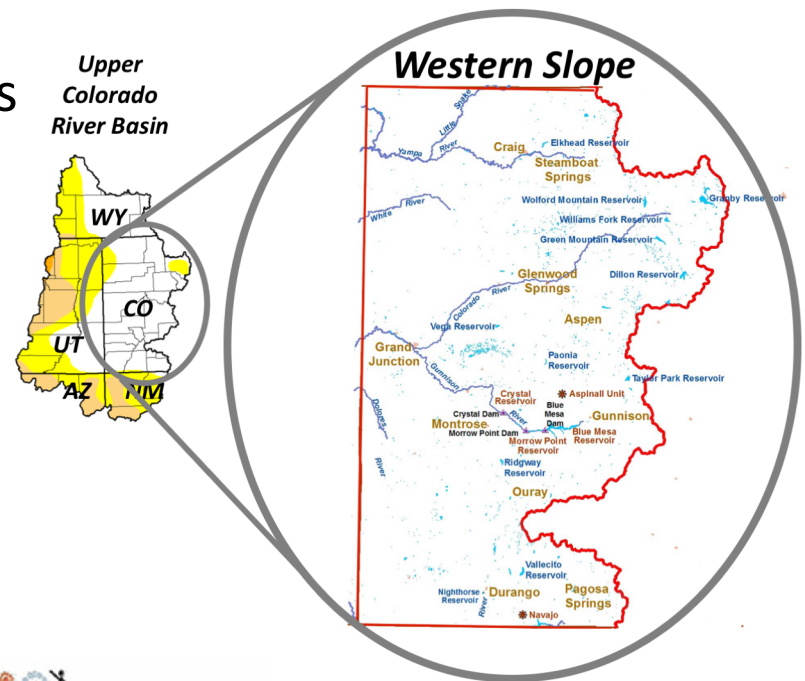 s
Upper
Colorado
River Basin
WY
CO
UT
AZ
NM
Western Slope
Little
Snake
Yampa
River
Craig
Elkhead Reservoir
Steamboat
Springs
White
River
Wolford Mountain Reservoir
Granby Reservoir
Williams Fork Reservoir
Green Mountain Reservoir
Glenwood
Springs
Dillon Reservoir
Colorado
River
Vega Reservoir
Aspen
Grand
Junction
Paonia
Reservoir
Gunnison
River
Taylor Park Reservoir
Crystal
Reservoir
Aspinall Unit
Crystal Dam
Blue
Mesa
Dam
Gunnison
Montrose
Morrow Point Dam
Blue Mesa
Reservoir
Morrow Point
Reservoir
Dolores
River
Ridgway
Reservoir
Ouray
Vallecito
Reservoir
Nighthorse
Reservoir
River
Durango
Pagosa
Springs
Navajo